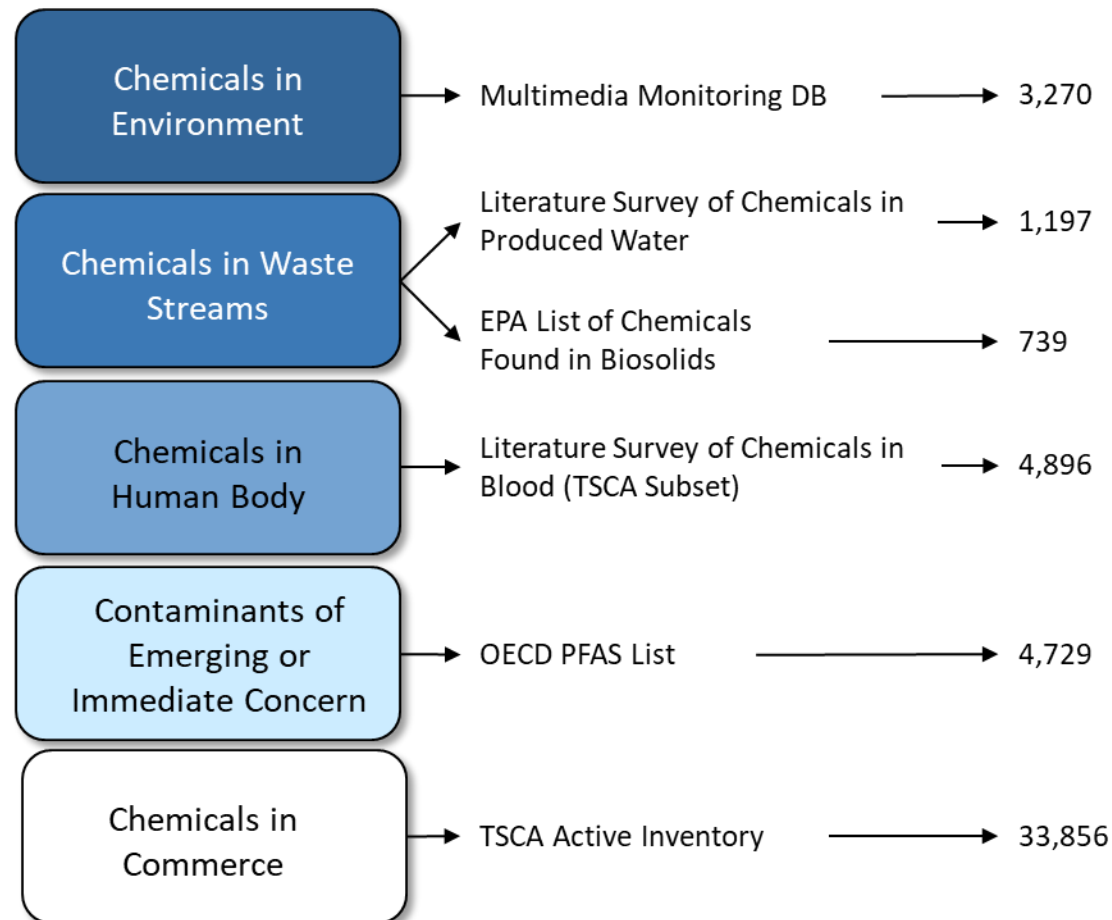 Chemicals in
Environment
Multimedia Monitoring DB
3,270
Chemicals in Waste
Streams
Literature Survey of Chemicals in
Produced Water
1,197
EPA List of Chemicals
Found in Biosolids
739
Chemicals in
Human Body
Literature Survey of Chemicals in
Blood (TSCA Subset)
4,896
Contaminants of
Emerging or
Immediate Concern
OECD PFAS List
4,729
Chemicals in
Commerce
TSCA Active Inventory
33,856